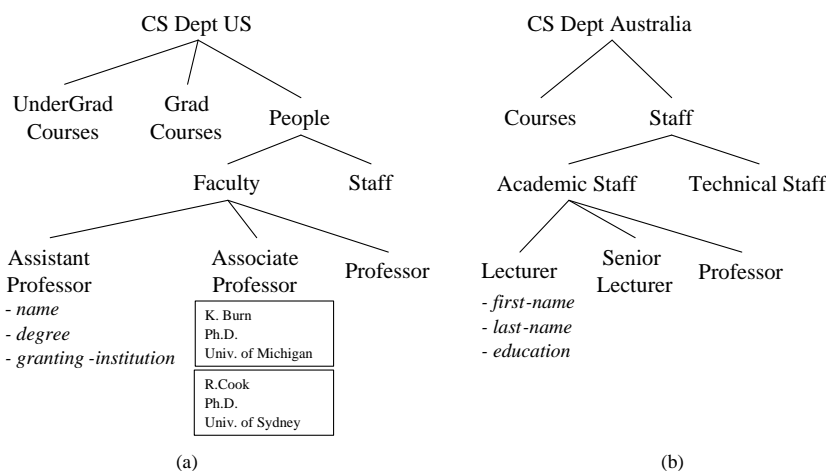 CS Dept US
UnderGrad
Courses
Grad
Courses
People
Faculty
Staff
Assistant
Professor
Associate
Professor
Professor
- name
- degree
- granting -institution
K. Burn
Ph.D.
Univ. of Michigan
R.Cook
Ph.D.
Univ. of Sydney
(a)
CS Dept Australia
Courses
Staff
Academic Staff
Technical Staff
Lecturer
Senior
Lecturer
Professor
- first-name
- last-name
- education
(b)